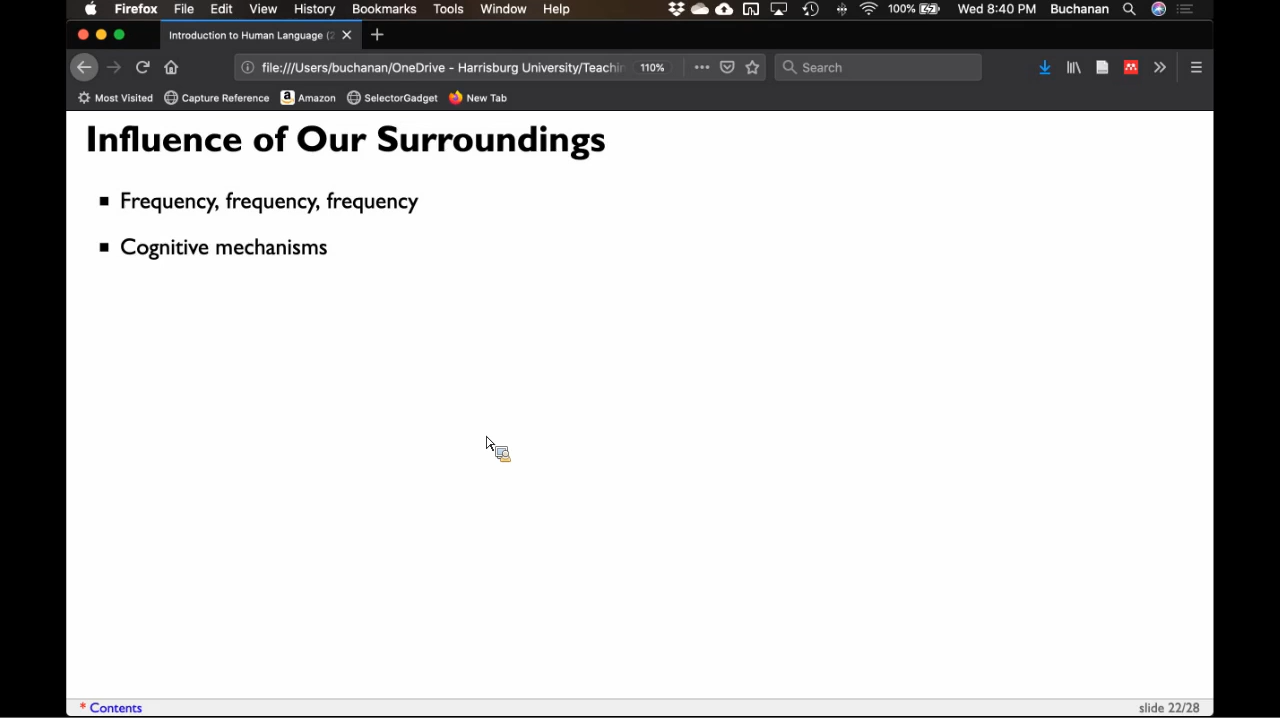 Firefox File Edit View History Bookmarks Tools Window Help 100% Wed 8:40 PM Buchanan
Introduction to Human Language (2
file:///Users/buchanan/OneDrive - Harrisburg University/Teachin 110% Search
Most Visited Capture Reference Amazon SelectorGadget New Tab
Influence of Our Surroundings
Frequency, frequency, frequency
Cognitive mechanisms
* Contents slide 22/28